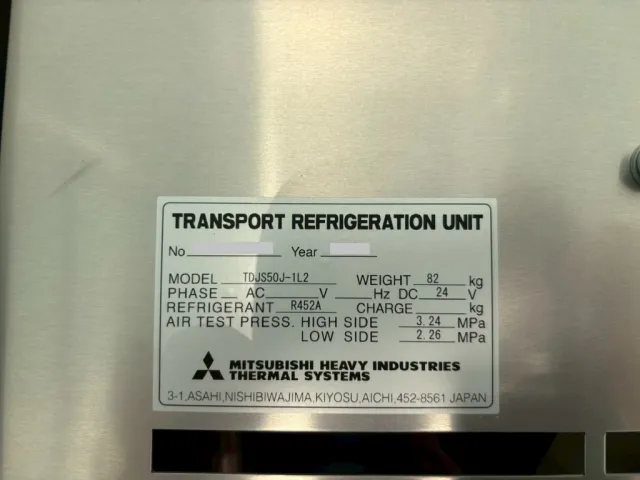 TRANSPORT REFRIGERATION UNIT
No Year
MODEL TDJS50J-1L2 WEIGHT 82 kg
PHASE AC V Hz DC 24 V
REFRIGERANT R452A CHARGE kg
AIR TEST PRESS. HIGH SIDE 3.24 MPa
LOW SIDE 2.26 MPa
MITSUBISHI HEAVY INDUSTRIES
THERMAL SYSTEMS
3-1,ASAHI,NISHIBIWAJIMA,KIYOSU,AICHI,452-8561 JAPAN